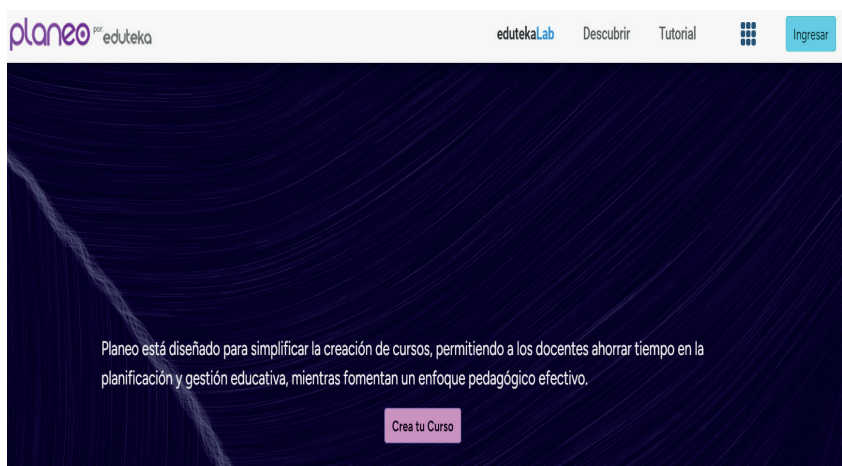 planeo por eduteka
edutekaLab Descubrir Tutorial Ingresar
Planeo está diseñado para simplificar la creación de cursos, permitiendo a los docentes ahorrar tiempo en la
planificación y gestión educativa, mientras fomentan un enfoque pedagógico efectivo.
Crea tu Curso